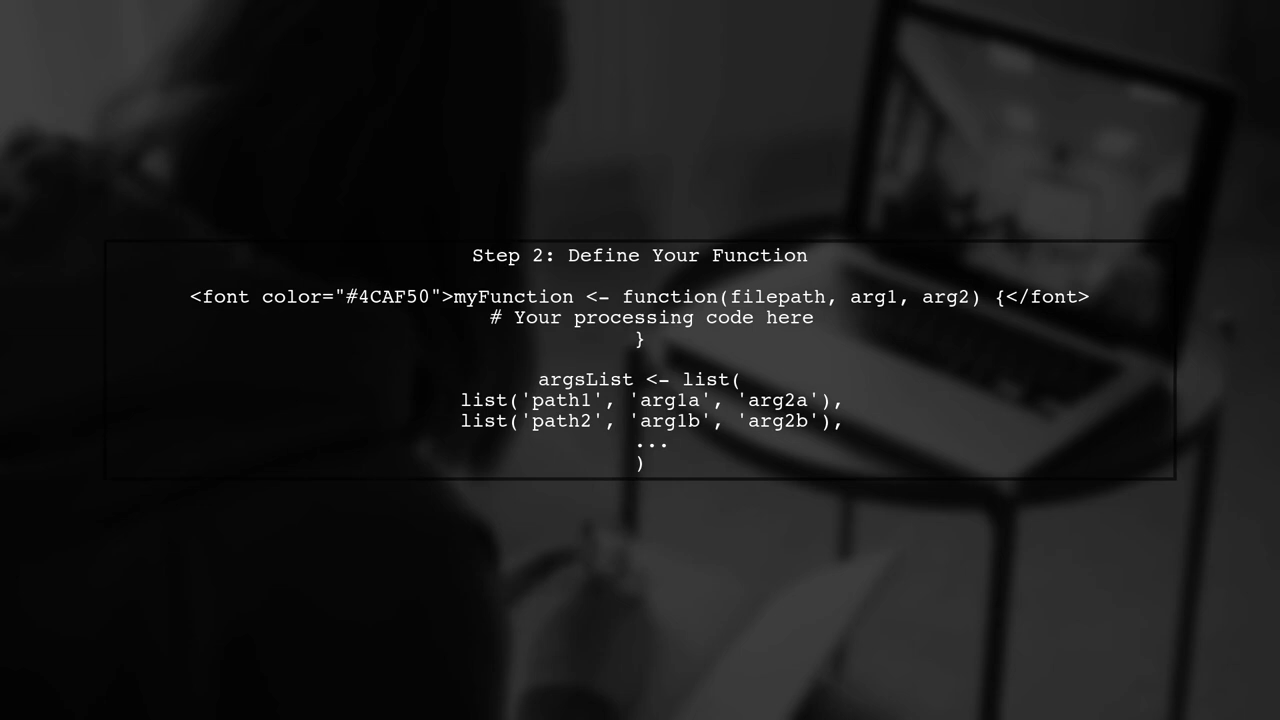 Step 2: Define Your Function
<font color="#4CAF50">myFunction <- function(filepath, arg1, arg2) {</font>
# Your processing code here
}
argsList <- list(
list('path1', 'arg1a', 'arg2a'),
list('path2', 'arg1b', 'arg2b'),
...
)